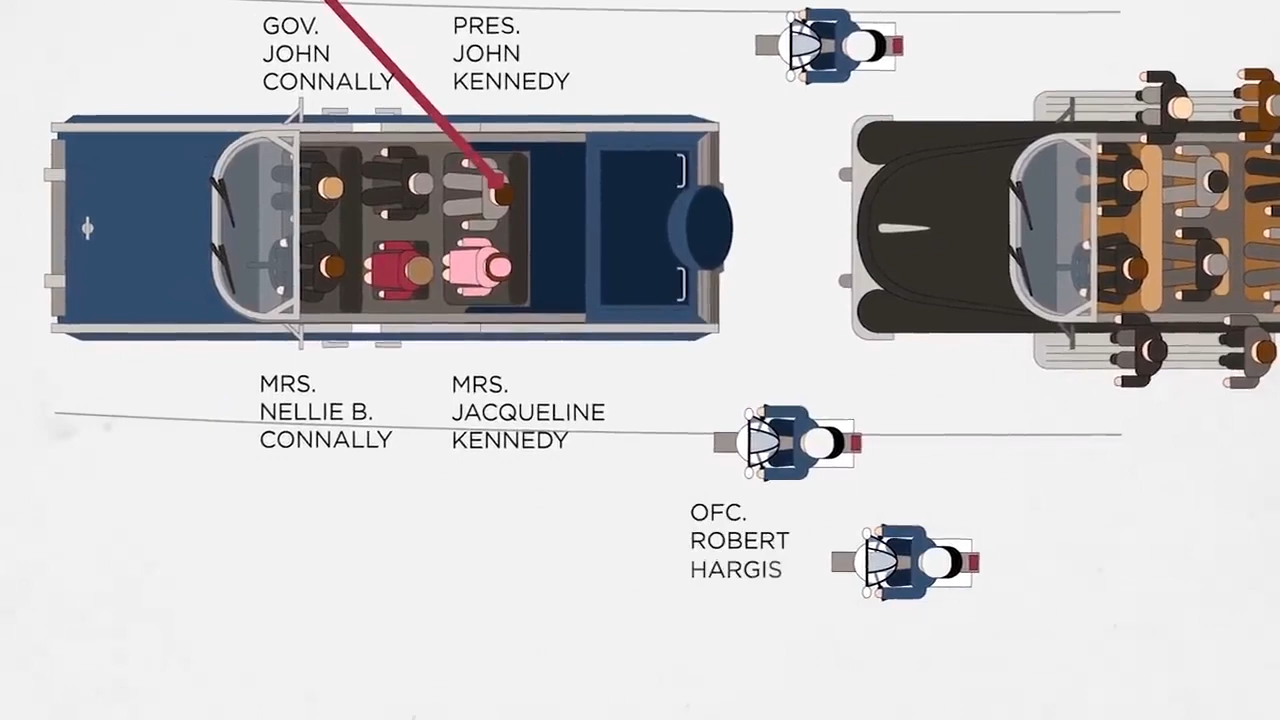 GOV.
JOHN
CONNALLY
PRES.
JOHN
KENNEDY
MRS.
NELLIE B.
CONNALLY
MRS.
JACQUELINE
KENNEDY
OFC.
ROBERT
HARGIS